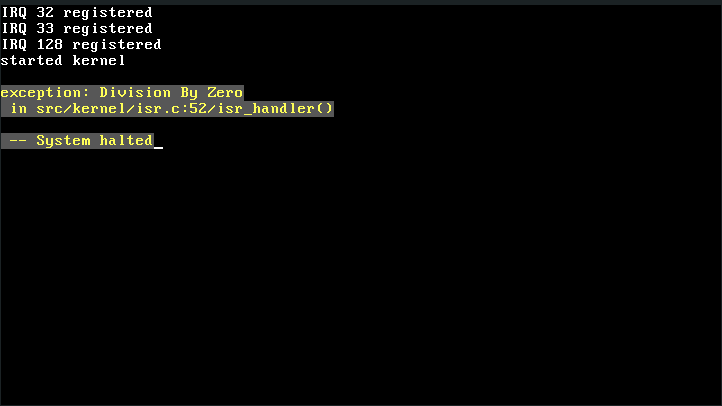 IRQ 32 registered
IRQ 33 registered
IRQ 128 registered
started kernel
exception: Division By Zero
in src/kernel/isr.c:52/isr_handler()
-- System halted_